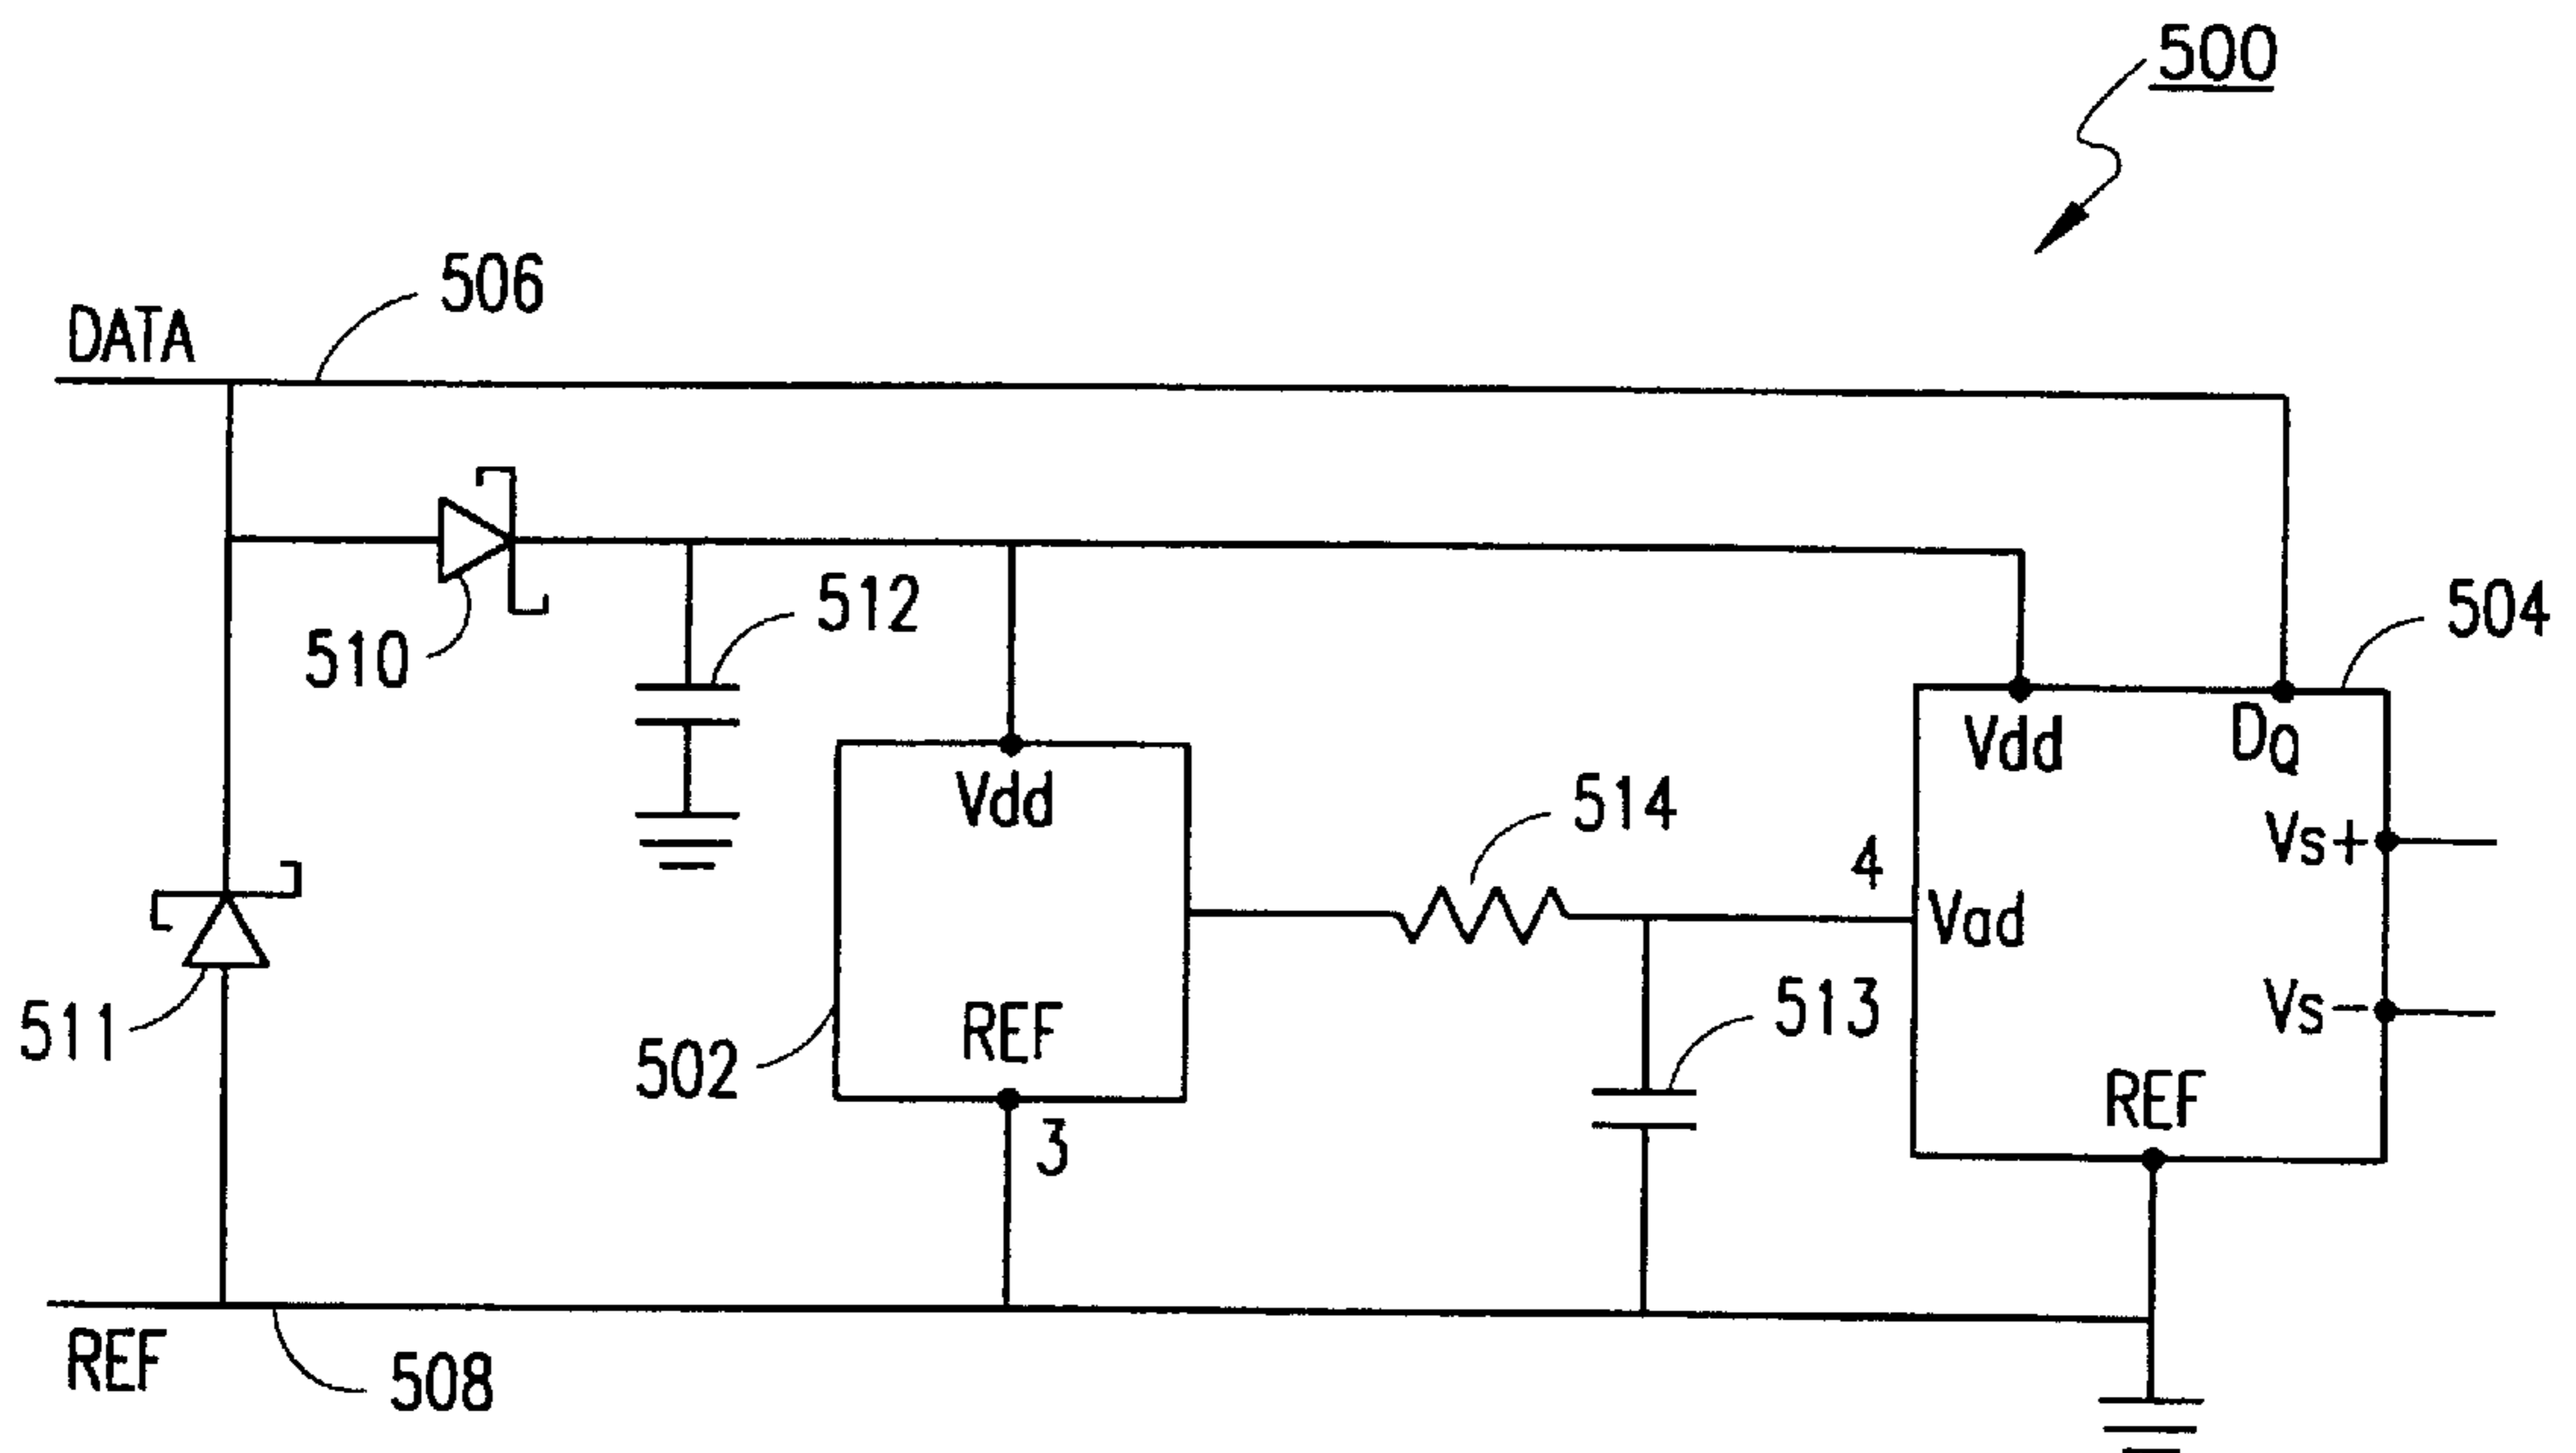 500
506
DATA
512
510
504
Vdd
DQ
Vdd
514
Vs+
4
Vad
511
513
Vs-
502
REF
REF
3
REF
508